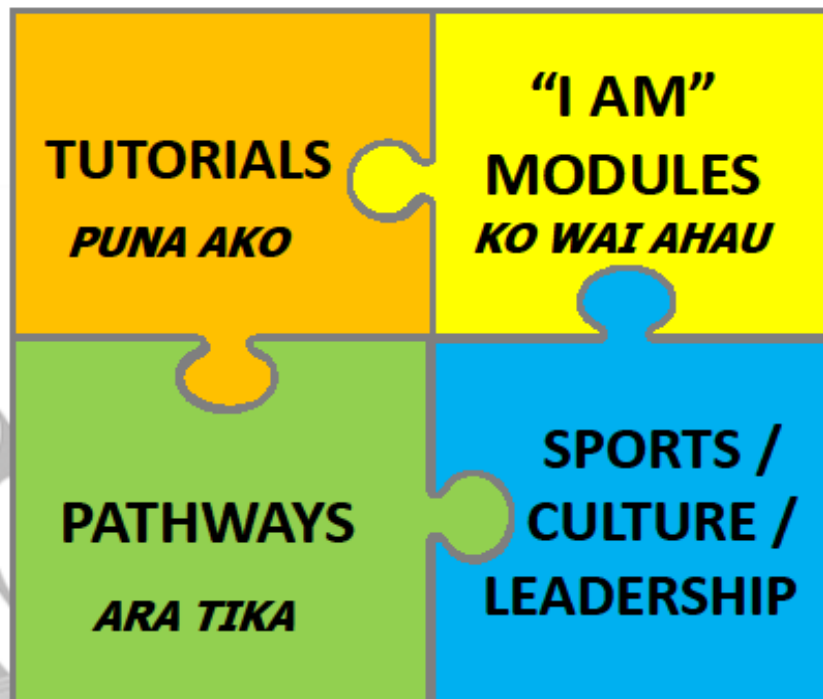 TUTORIALS
PUNA AKO
“I AM”
MODULES
KO WAI AHAU
PATHWAYS
ARA TIKA
SPORTS /
CULTURE /
LEADERSHIP